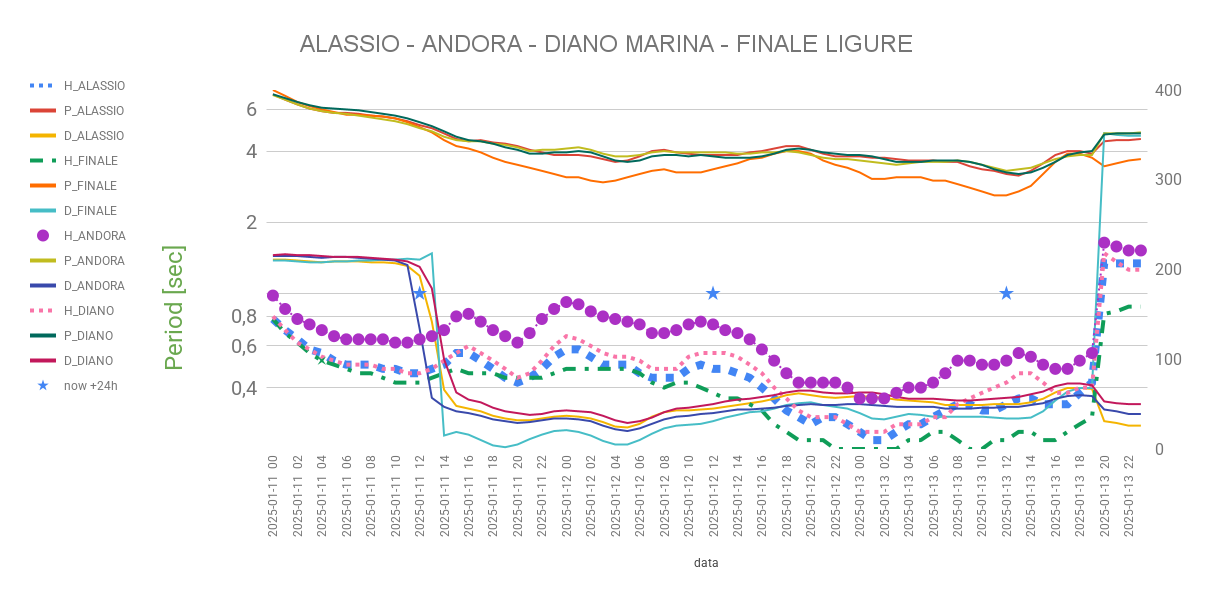 ALASSIO - ANDORA - DIANO MARINA - FINALE LIGURE
H_ALASSIO
P_ALASSIO
D_ALASSIO
H_FINALE
P_FINALE
D_FINALE
H_ANDORA
P_ANDORA
D_ANDORA
H_DIANO
P_DIANO
D_DIANO
now +24h
Period [sec]
6
4
2
0,8
0,6
0,4
400
300
200
100
0
2025-01-11 00
2025-01-11 02
2025-01-11 04
2025-01-11 06
2025-01-11 08
2025-01-11 10
2025-01-11 12
2025-01-11 14
2025-01-11 16
2025-01-11 18
2025-01-11 20
2025-01-11 22
2025-01-12 00
2025-01-12 02
2025-01-12 04
2025-01-12 06
2025-01-12 08
2025-01-12 10
2025-01-12 12
2025-01-12 14
2025-01-12 16
2025-01-12 18
2025-01-12 20
2025-01-12 22
2025-01-13 00
2025-01-13 02
2025-01-13 04
2025-01-13 06
2025-01-13 08
2025-01-13 10
2025-01-13 12
2025-01-13 14
2025-01-13 16
2025-01-13 18
2025-01-13 20
2025-01-13 22
data